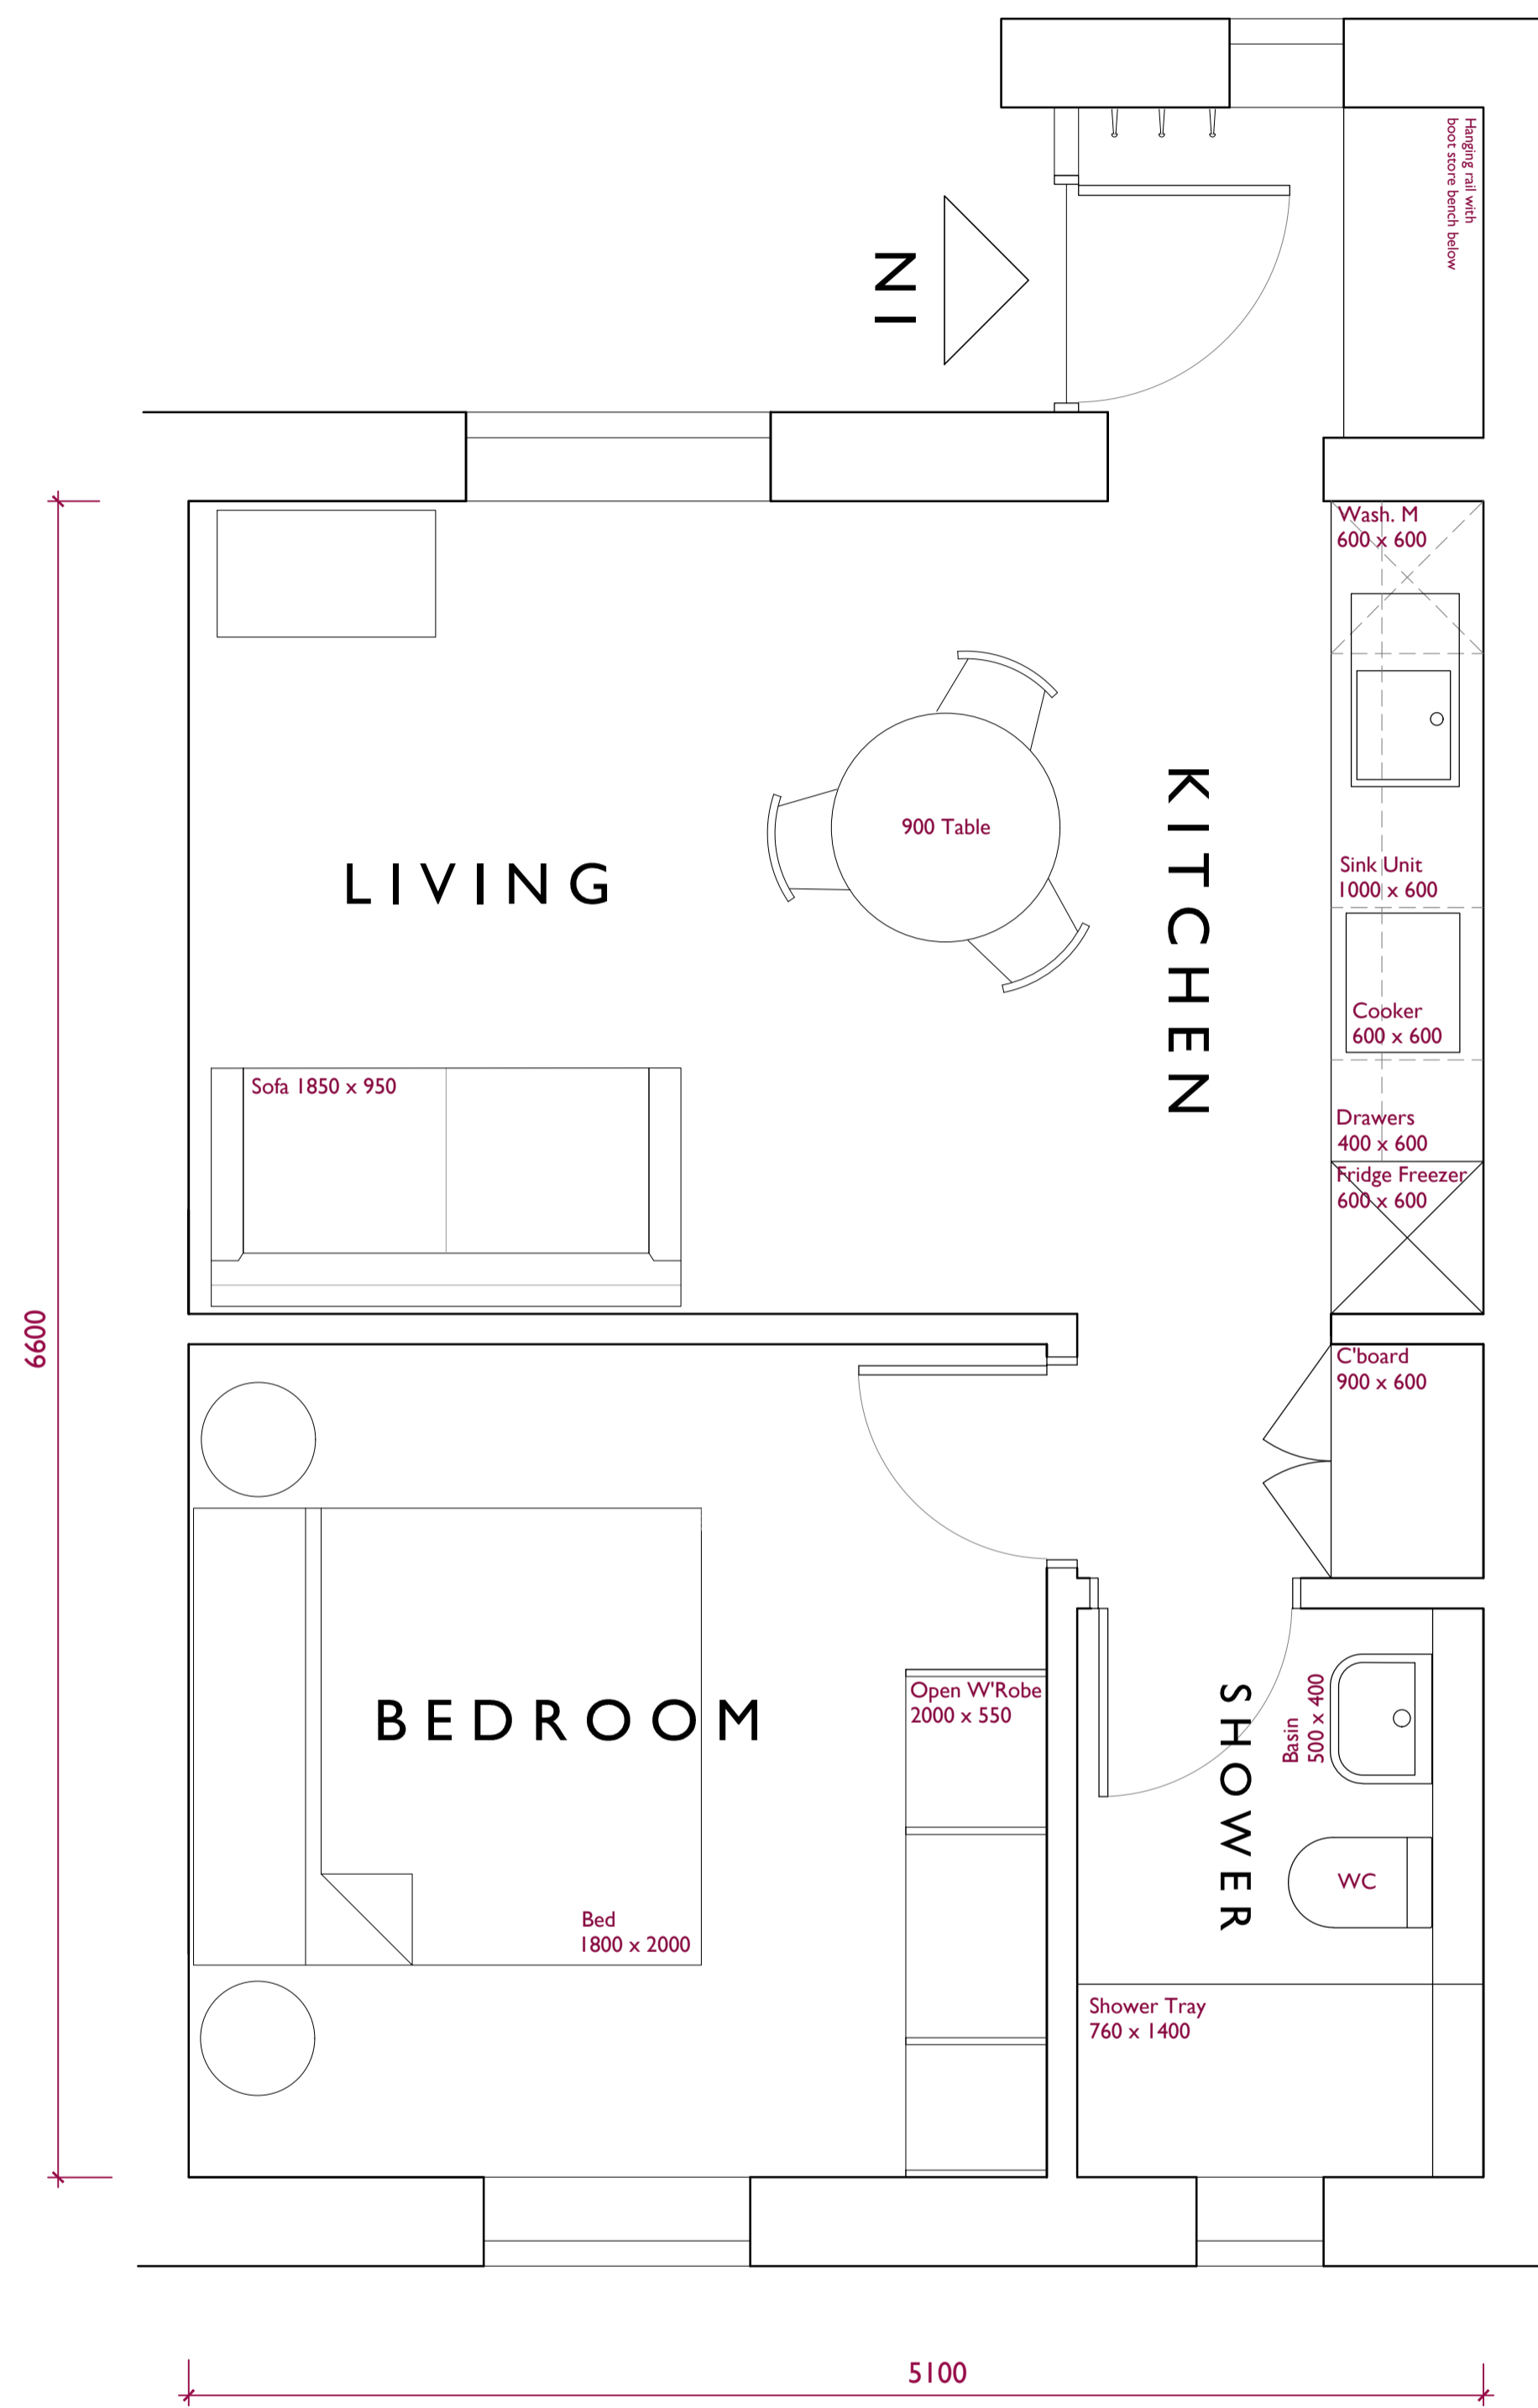 Hanging rail with
boot store bench below
IN
Wash. M
600 x 600
KITCHEN
900 Table
LIVING
Sink Unit
1000 x 600
Cooker
600 x 600
Sofa 1850 x 950
Drawers
400 x 600
Fridge Freezer
600 x 600
6600
C'board
900 x 600
Open W'Robe
2000 x 550
BEDROOM
SHOWER
Basin
500 x 400
WC
Bed
1800 x 2000
Shower Tray
760 x 1400
5100